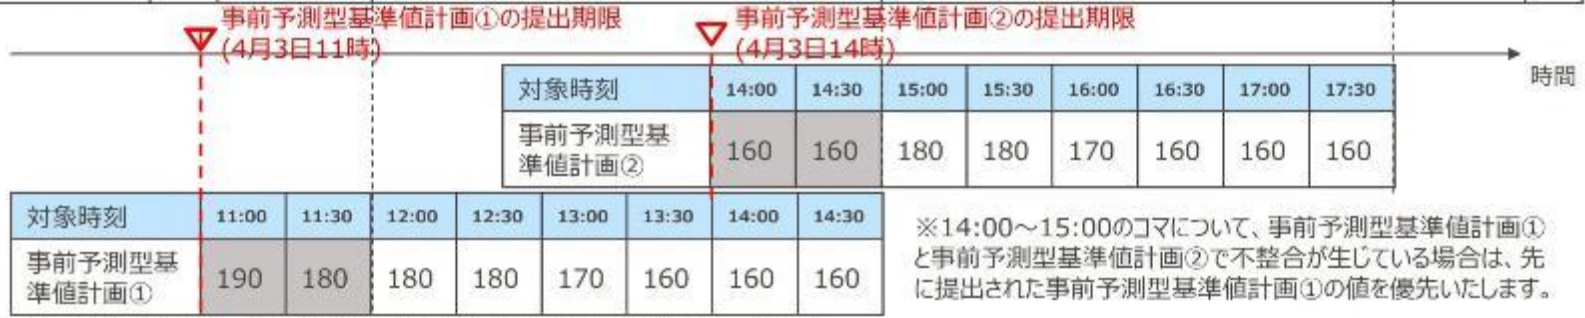 事前予測型基準値計画①の提出期限
(4月3日11時)
事前予測型基準値計画②の提出期限
(4月3日14時)
時間
対象時刻 14:00 14:30 15:00 15:30 16:00 16:30 17:00 17:30
事前予測型基
準値計画② 160 160 180 180 170 160 160 160
対象時刻 11:00 11:30 12:00 12:30 13:00 13:30 14:00 14:30
事前予測型基
準値計画① 190 180 180 180 170 160 160 160
※14:00～15:00のコマについて、事前予測型基準値計画①
と事前予測型基準値計画②で不整合が生じている場合は、先
に提出された事前予測型基準値計画①の値を優先いたします。